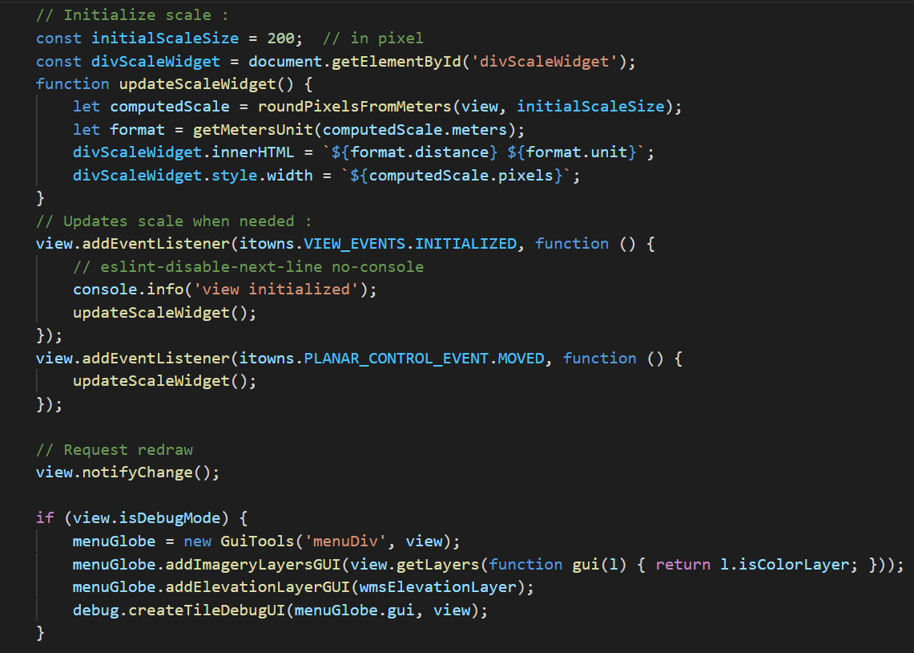 // Initialize scale :
const initialScaleSize = 200;  // in pixel
const divScaleWidget = document.getElementById('divScaleWidget');
function updateScaleWidget() {
    let computedScale = roundPixelsFromMeters(view, initialScaleSize);
    let format = getMetersUnit(computedScale.meters);
    divScaleWidget.innerHTML = `${format.distance} ${format.unit}`;
    divScaleWidget.style.width = `${computedScale.pixels}`;
}
// Updates scale when needed :
view.addEventListener(itowns.VIEW_EVENTS.INITIALIZED, function () {
    // eslint-disable-next-line no-console
    console.info('view initialized');
    updateScaleWidget();
});
view.addEventListener(itowns.PLANAR_CONTROL_EVENT.MOVED, function () {
    updateScaleWidget();
});

// Request redraw
view.notifyChange();

if (view.isDebugMode) {
    menuGlobe = new GuiTools('menuDiv', view);
    menuGlobe.addImageryLayersGUI(view.getLayers(function gui(l) { return l.isColorLayer; }));
    menuGlobe.addElevationLayerGUI(wmsElevationLayer);
    debug.createTileDebugUI(menuGlobe.gui, view);
}